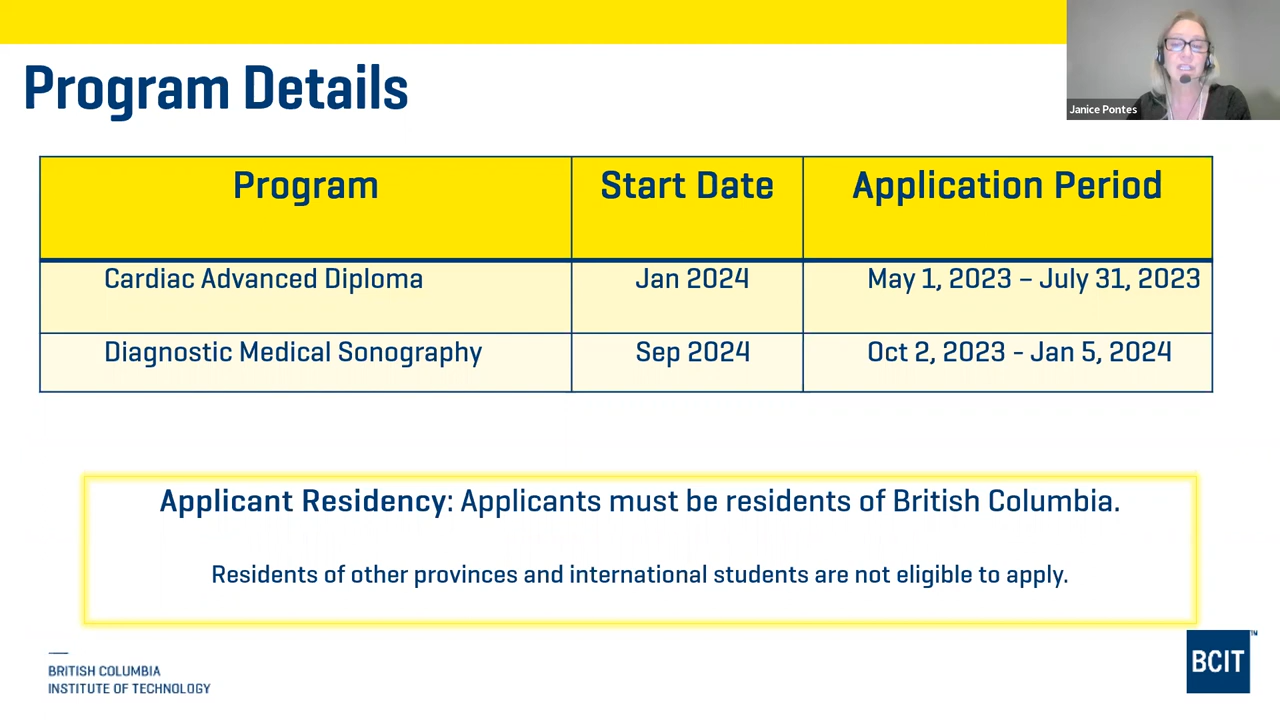 Program Details
Janice Pontes
Program Start Date Application Period
Cardiac Advanced Diploma Jan 2024 May 1, 2023 – July 31, 2023
Diagnostic Medical Sonography Sep 2024 Oct 2, 2023 - Jan 5, 2024
Applicant Residency: Applicants must be residents of British Columbia.
Residents of other provinces and international students are not eligible to apply.
BRITISH COLUMBIA
INSTITUTE OF TECHNOLOGY
BCIT™